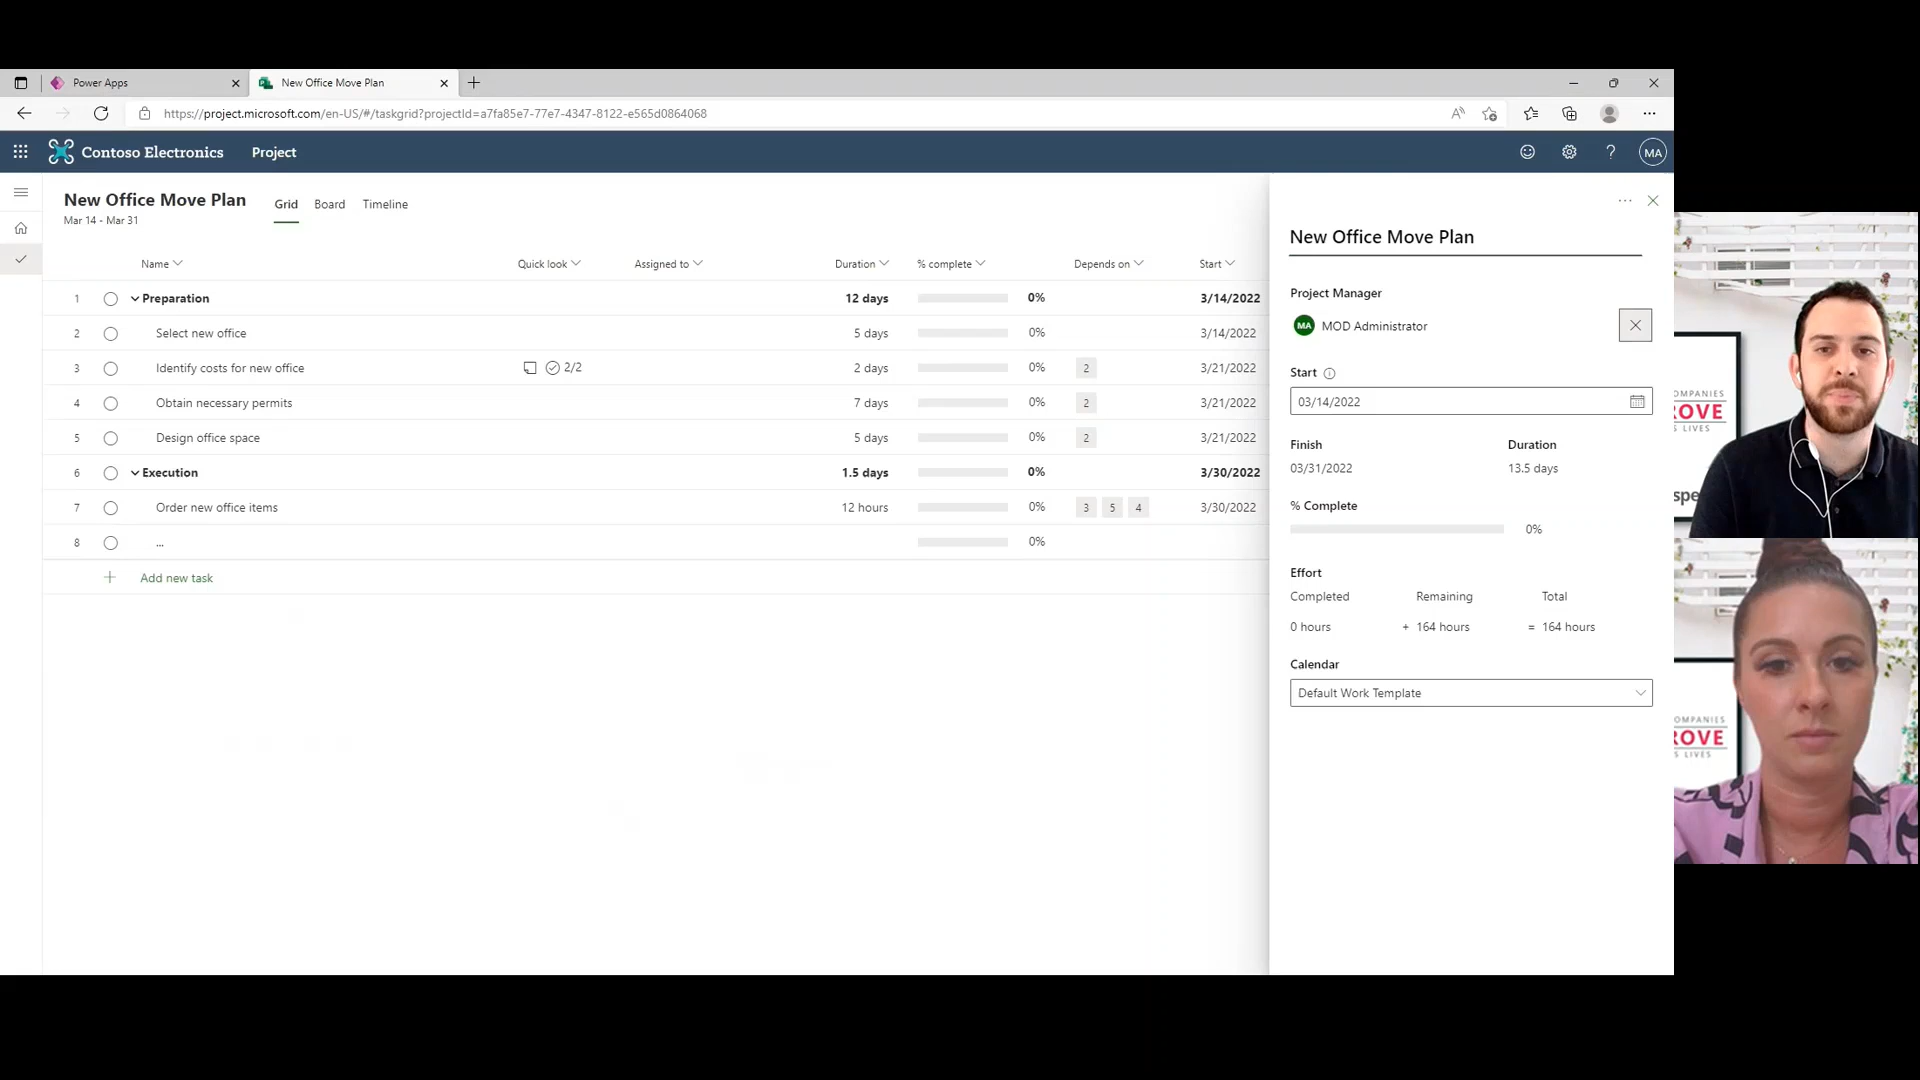 Power Apps
New Office Move Plan
https://project.microsoft.com/en-US/#/taskgrid?projectId=a7fa85e7-77e7-4347-8122-e565d0864068
Contoso Electronics Project
MA
New Office Move Plan Grid Board Timeline
Mar 14 - Mar 31
Name Quick look Assigned to Duration % complete Depends on Start
1 Preparation 12 days 0% 3/14/2022
2 Select new office 5 days 0% 3/14/2022
3 Identify costs for new office 2/2 2 days 0% 2 3/21/2022
4 Obtain necessary permits 7 days 0% 2 3/21/2022
5 Design office space 5 days 0% 2 3/21/2022
6 Execution 1.5 days 0% 3/30/2022
7 Order new office items 12 hours 0% 3 5 4 3/30/2022
8 ... 0%
+ Add new task
New Office Move Plan
Project Manager
MA MOD Administrator
Start
03/14/2022
Finish Duration
03/31/2022 13.5 days
% Complete
0%
Effort
Completed Remaining Total
0 hours + 164 hours = 164 hours
Calendar
Default Work Template
OMPANIES
ROVE
S LIVES
spe
OMPANIES
ROVE
S LIVES